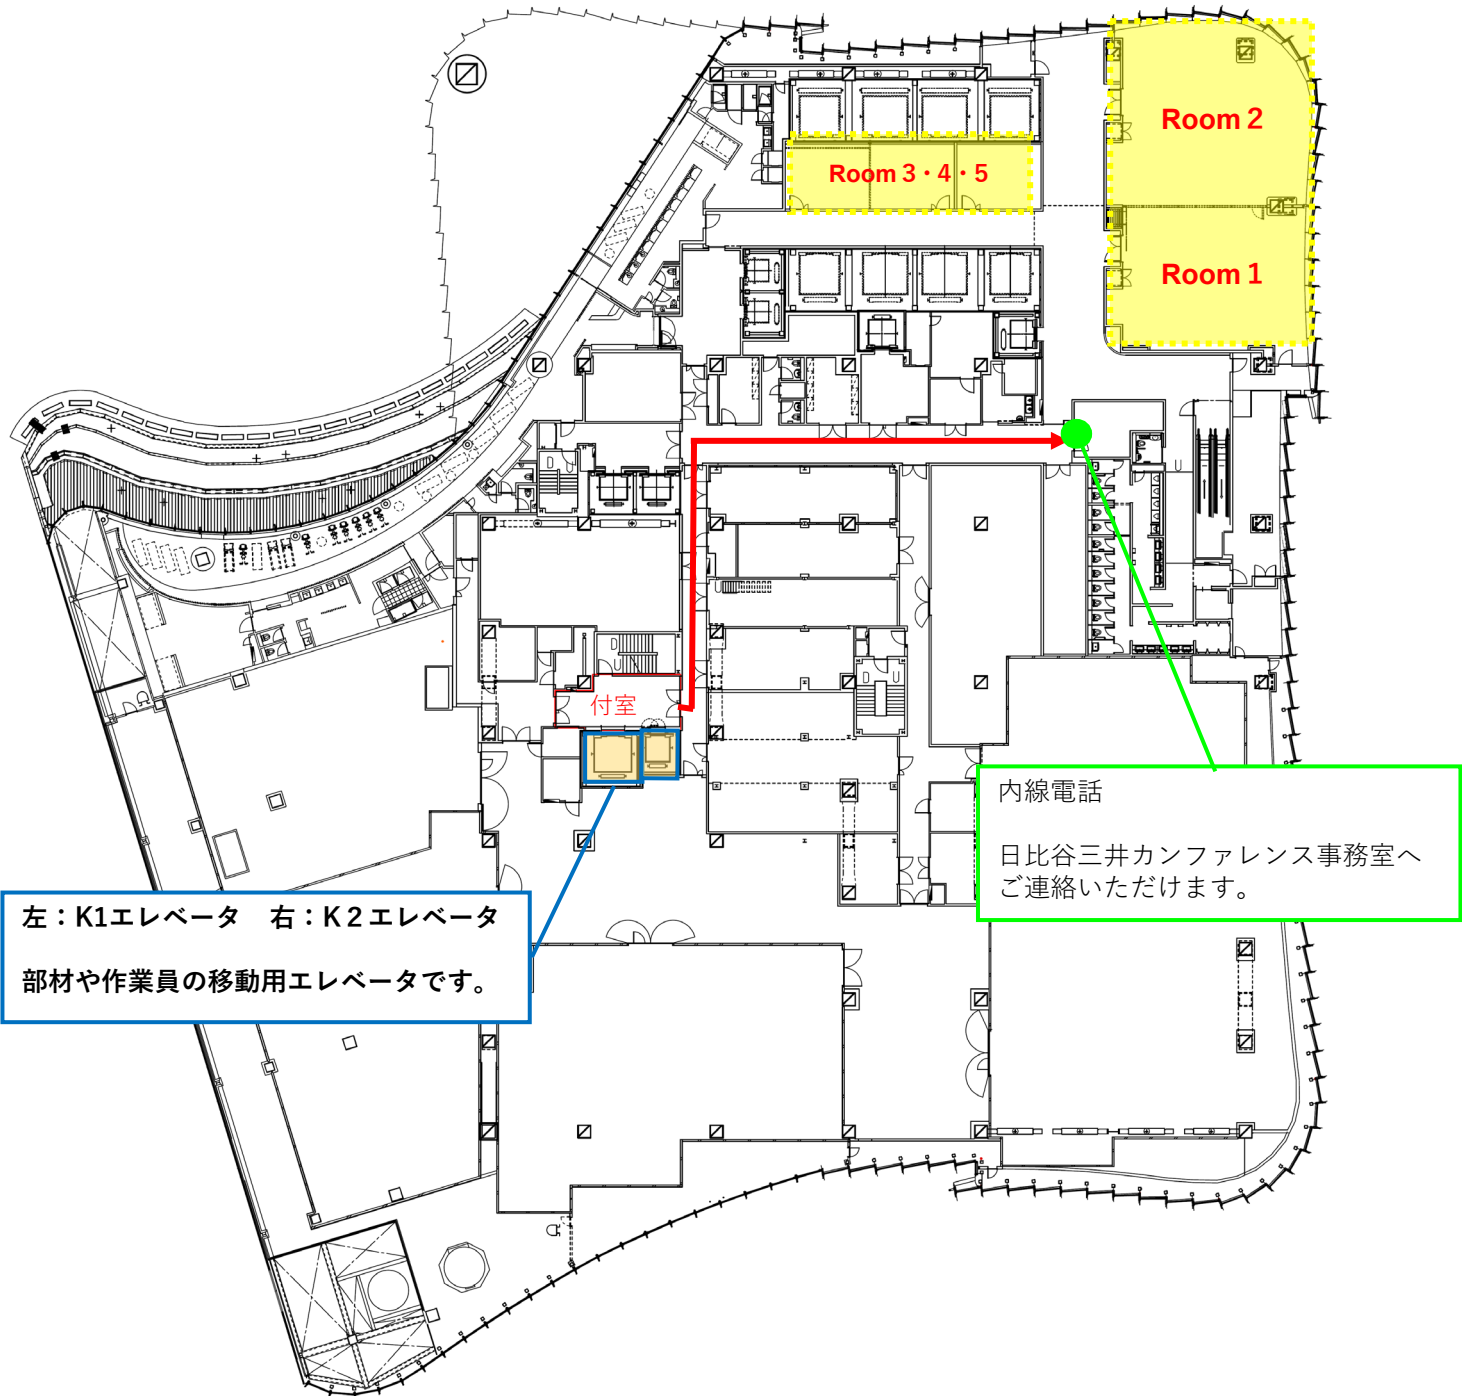 Room 2
Room 3・4・5
Room 1
付室
内線電話
日比谷三井カンファレンス事務室へ
ご連絡いただけます。
左：K1エレベータ　右：K２エレベータ
部材や作業員の移動用エレベータです。